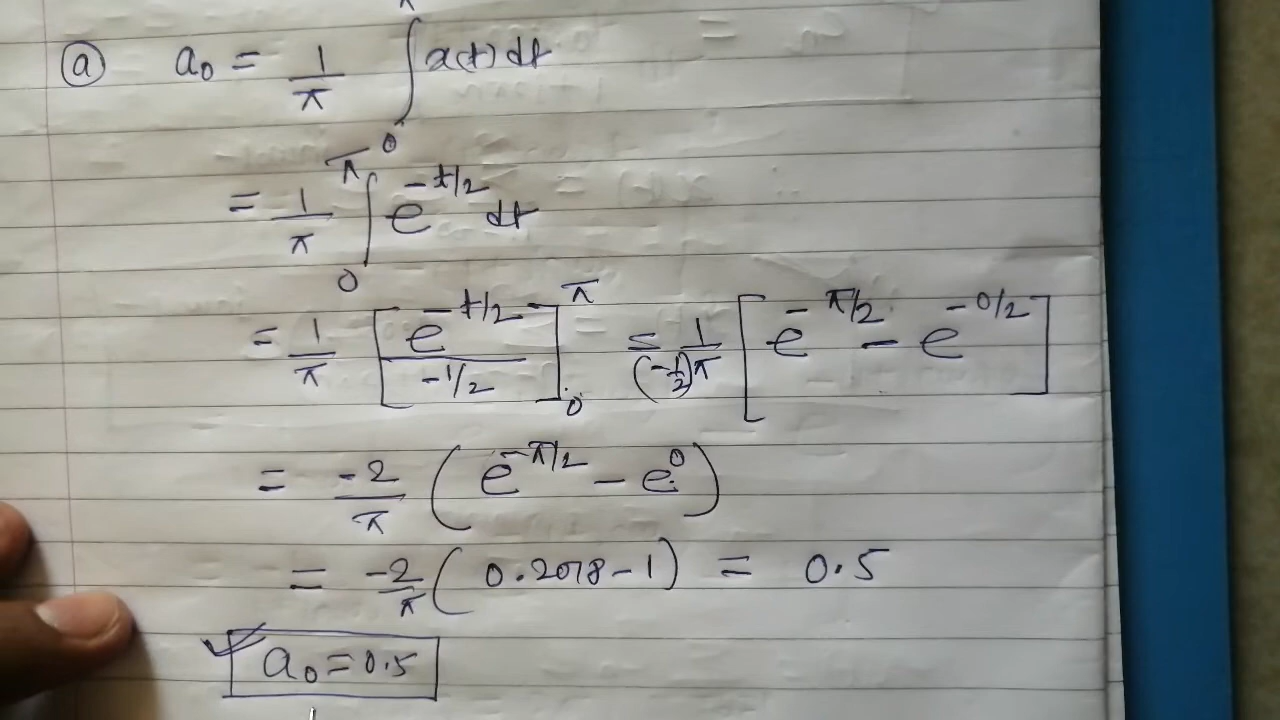 ⓐ a₀ = 1/π ∫₀^π x(t) dt
= 1/π ∫₀^π e^(-t/2) dt
= 1/π [e^(-t/2) / (-1/2)]₀^π = 1/((-1/2)π) [e^(-π/2) - e^(-0/2)]
= -2/π (e^(-π/2) - e⁰)
= -2/π (0.2078 - 1) = 0.5
✓ a₀ = 0.5